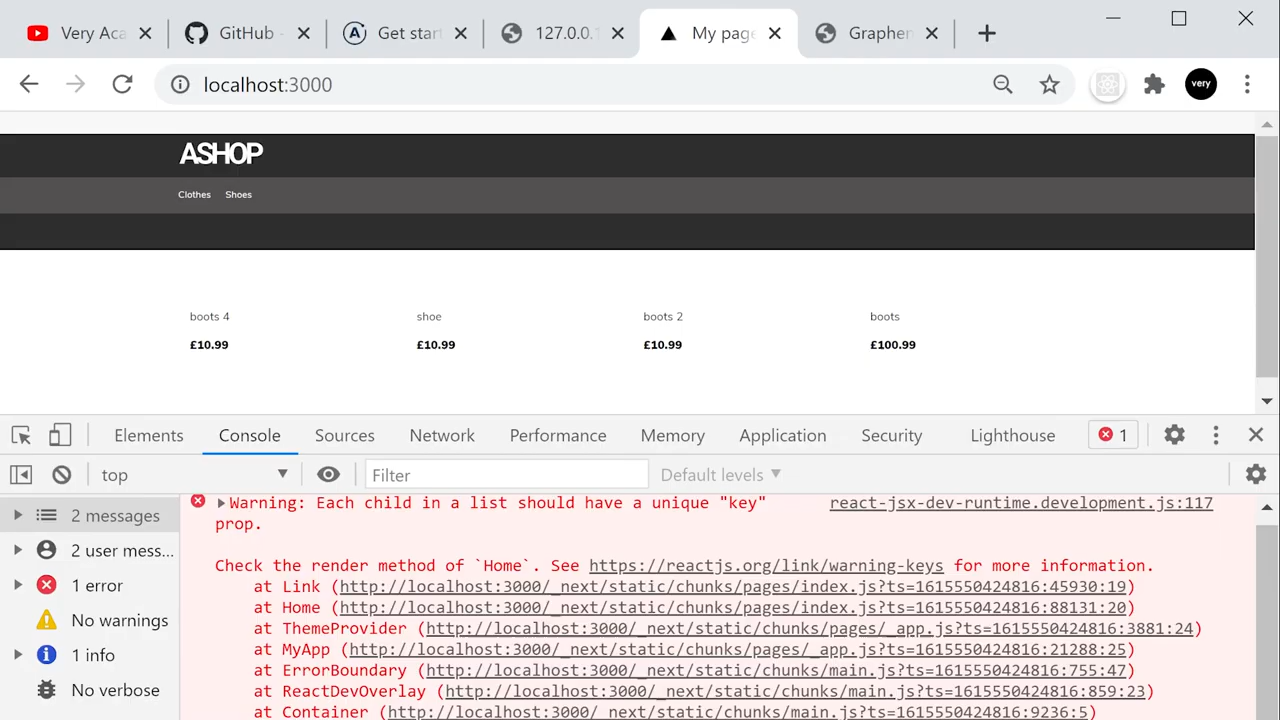 Very Aca
GitHub -
Get start
127.0.0.1
My page
Graphen
localhost:3000
very
ASHOP
Clothes Shoes
boots 4 shoe boots 2 boots
£10.99 £10.99 £10.99 £100.99
Elements Console Sources Network Performance Memory Application Security Lighthouse 1
top Filter Default levels
2 messages
2 user mess...
1 error
No warnings
1 info
No verbose
Warning: Each child in a list should have a unique "key" react-jsx-dev-runtime.development.js:117
prop.
Check the render method of `Home`. See https://reactjs.org/link/warning-keys for more information.
at Link (http://localhost:3000/_next/static/chunks/pages/index.js?ts=1615550424816:45930:19)
at Home (http://localhost:3000/_next/static/chunks/pages/index.js?ts=1615550424816:88131:20)
at ThemeProvider (http://localhost:3000/_next/static/chunks/pages/_app.js?ts=1615550424816:3881:24)
at MyApp (http://localhost:3000/_next/static/chunks/pages/_app.js?ts=1615550424816:21288:25)
at ErrorBoundary (http://localhost:3000/_next/static/chunks/main.js?ts=1615550424816:755:47)
at ReactDevOverlay (http://localhost:3000/_next/static/chunks/main.js?ts=1615550424816:859:23)
at Container (http://localhost:3000/_next/static/chunks/main.js?ts=1615550424816:9236:5)